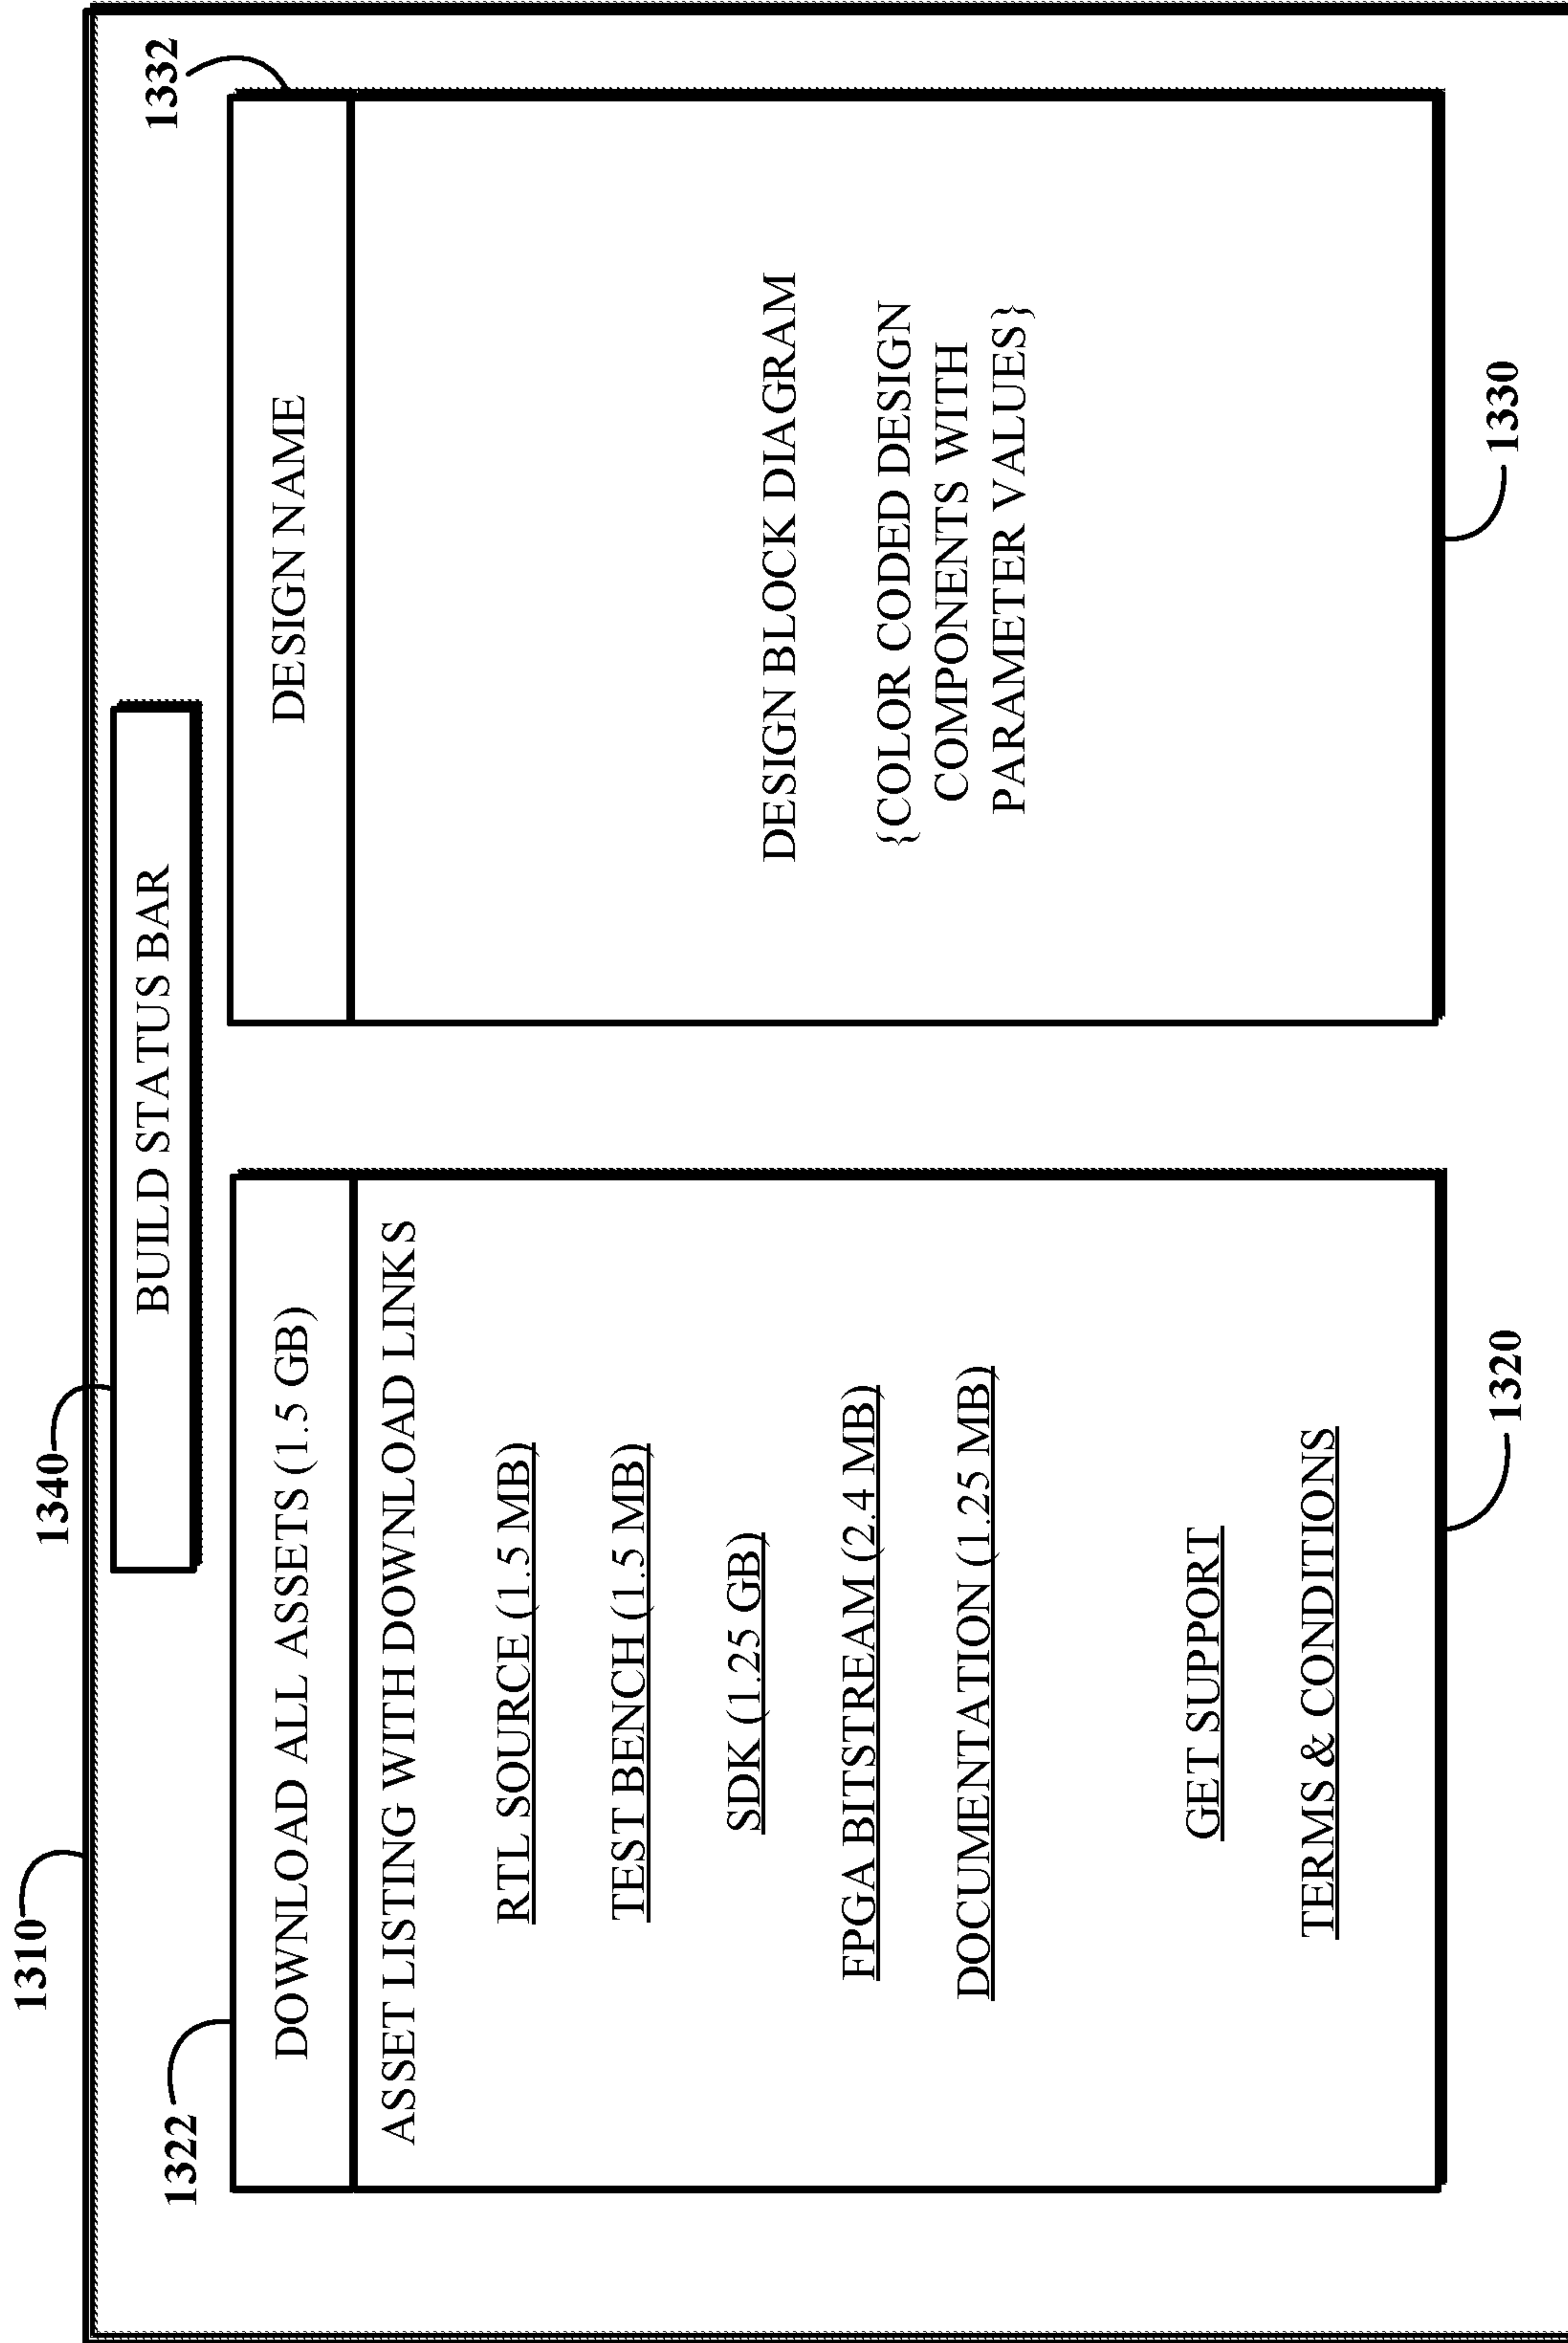 1310
1340
BUILD STATUS BAR
1322
DOWNLOAD ALL ASSETS (1.5 GB)
ASSET LISTING WITH DOWNLOAD LINKS
RTL SOURCE (1.5 MB)
TEST BENCH (1.5 MB)
SDK (1.25 GB)
FPGA BITSTREAM (2.4 MB)
DOCUMENTATION (1.25 MB)
GET SUPPORT
TERMS & CONDITIONS
1320
1332
DESIGN NAME
DESIGN BLOCK DIAGRAM
{COLOR CODED DESIGN
COMPONENTS WITH
PARAMETER VALUES}
1330